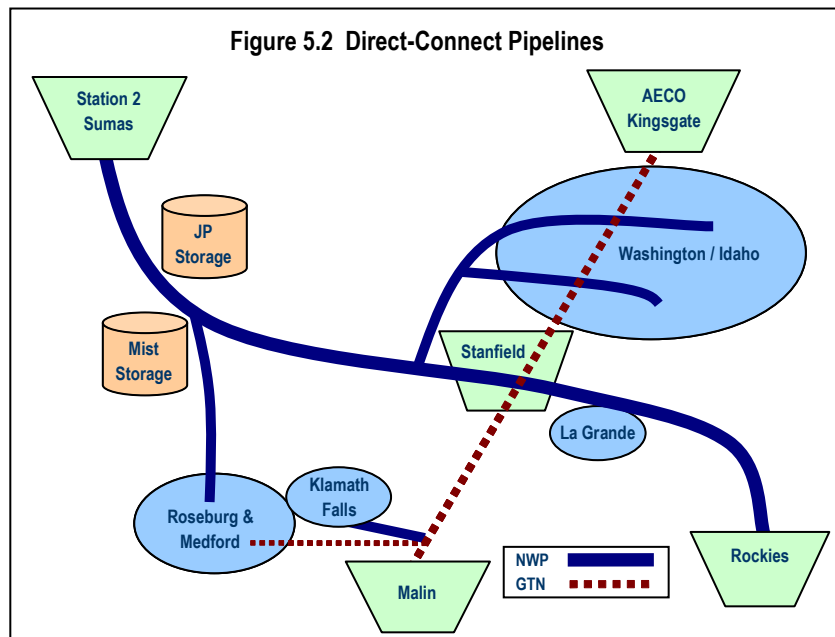 Figure 5.2 Direct-Connect Pipelines
Station 2
Sumas
AECO
Kingsgate
JP
Storage
Washington / Idaho
Mist
Storage
Stanfield
La Grande
Klamath
Falls
Roseburg &
Medford
Malin
NWP
GTN
Rockies